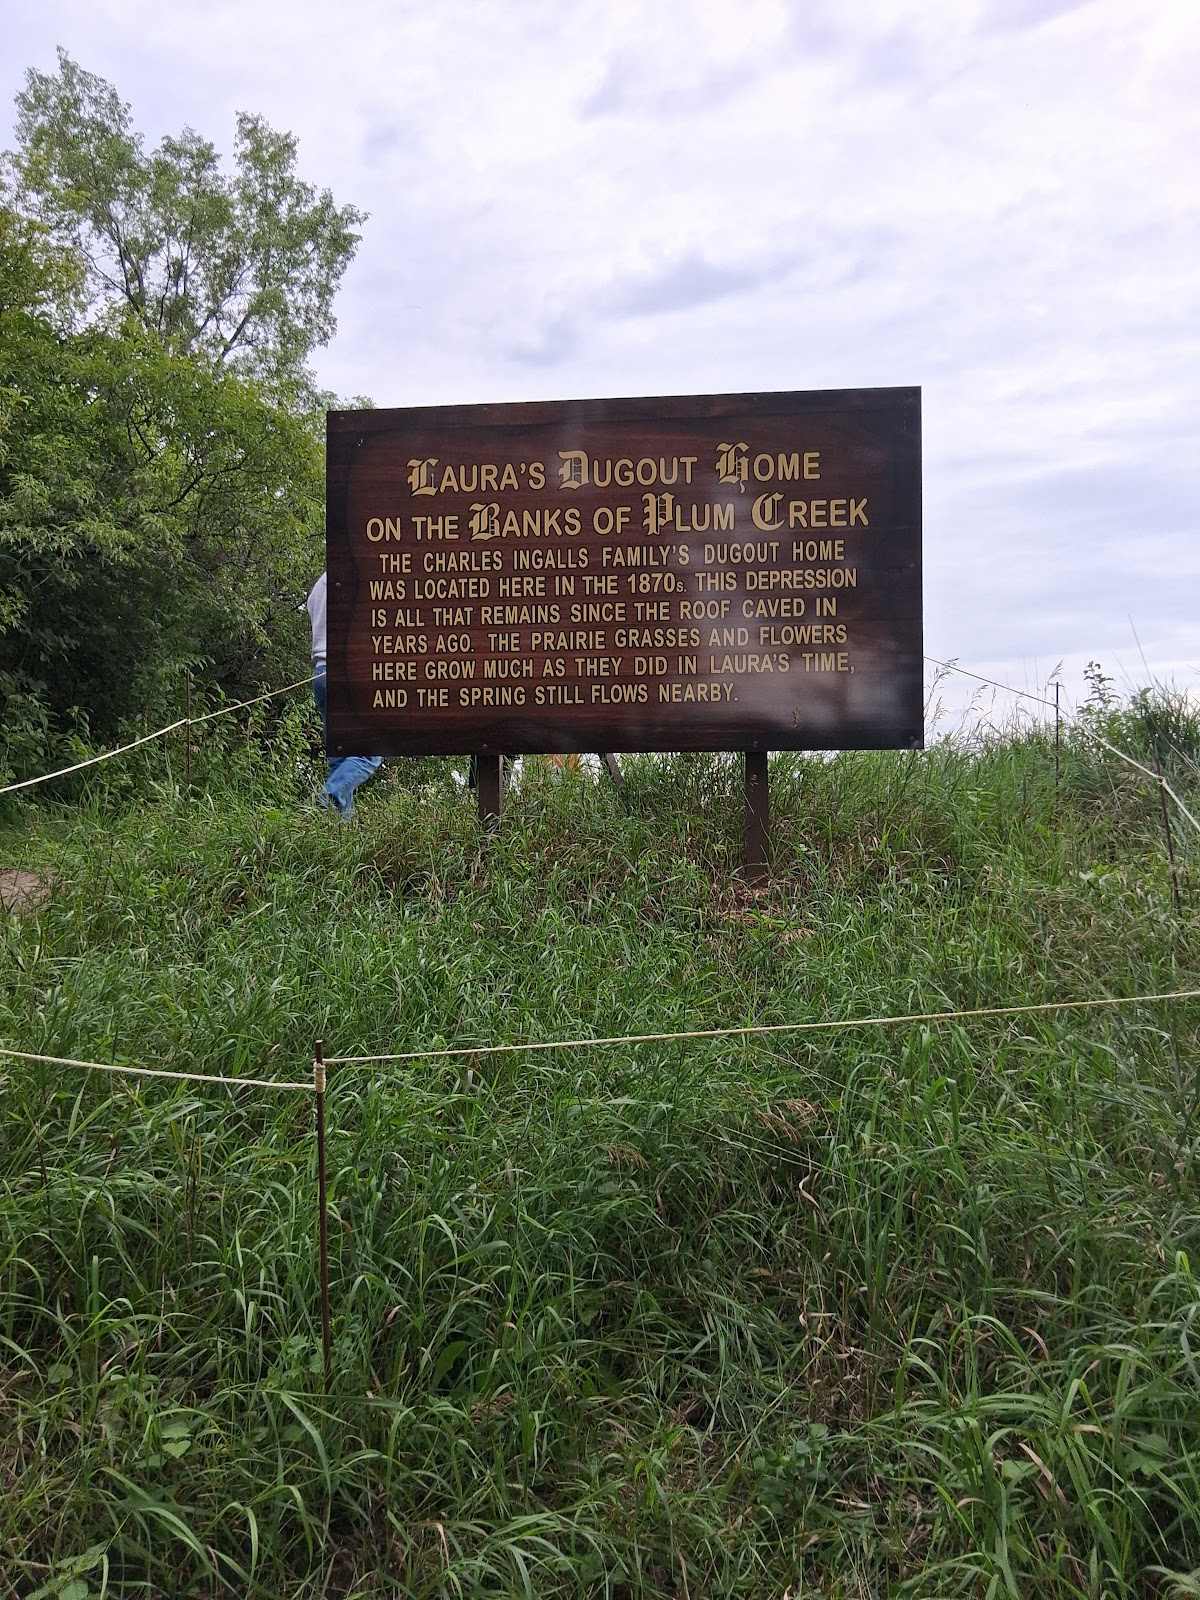 LAURA'S DUGOUT HOME
ON THE BANKS OF PLUM CREEK
THE CHARLES INGALLS FAMILY'S DUGOUT HOME
WAS LOCATED HERE IN THE 1870s. THIS DEPRESSION
IS ALL THAT REMAINS SINCE THE ROOF CAVED IN
YEARS AGO. THE PRAIRIE GRASSES AND FLOWERS
HERE GROW MUCH AS THEY DID IN LAURA'S TIME,
AND THE SPRING STILL FLOWS NEARBY.